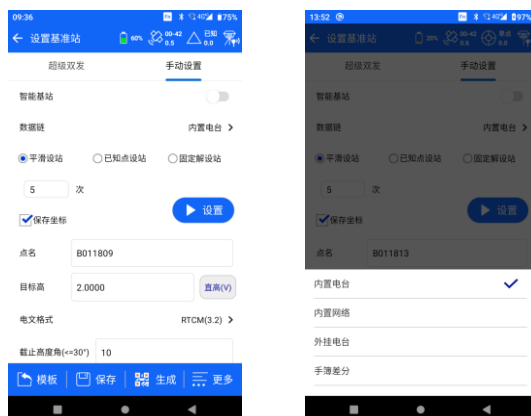 09:36
4G 75%
设置基准站
60%
00-42
0.5
已知
0.0
超级双发
手动设置
智能基站
数据链
内置电台
平滑设站
已知点设站
固定解设站
5
次
保存坐标
设置
点名
B011809
目标高
2.0000
直高(V)
电文格式
RTCM(3.2)
截止高度角(<=30°)
10
模板
保存
生成
更多
13:52
4G 97%
设置基准站
20%
00-42
0.6
单点
0.0
超级双发
手动设置
智能基站
数据链
内置电台
平滑设站
已知点设站
固定解设站
5
次
保存坐标
设置
点名
B011813
内置电台
内置网络
外挂电台
手簿差分